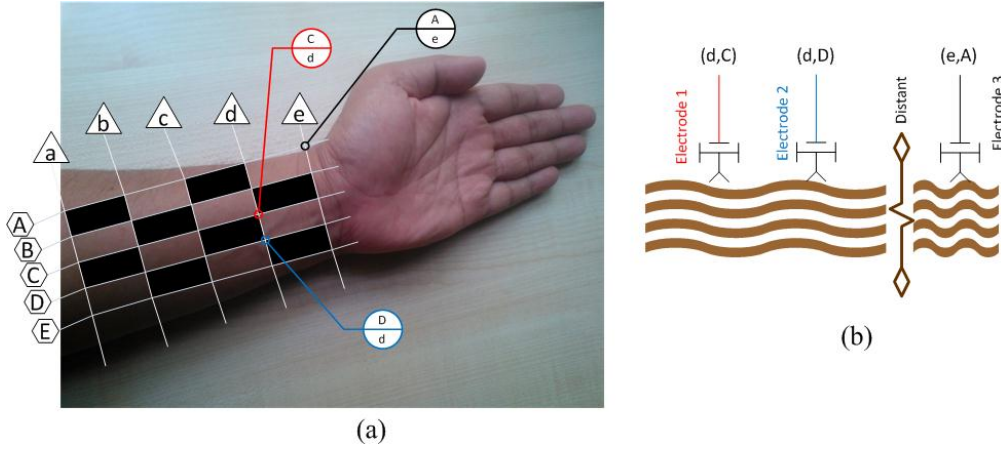 C
d
A
e
a
b
c
d
e
A
B
C
D
E
D
d
(a)
(d,C)
(d,D)
(e,A)
Electrode 1
Electrode 2
Distant
Electrode 3
(b)